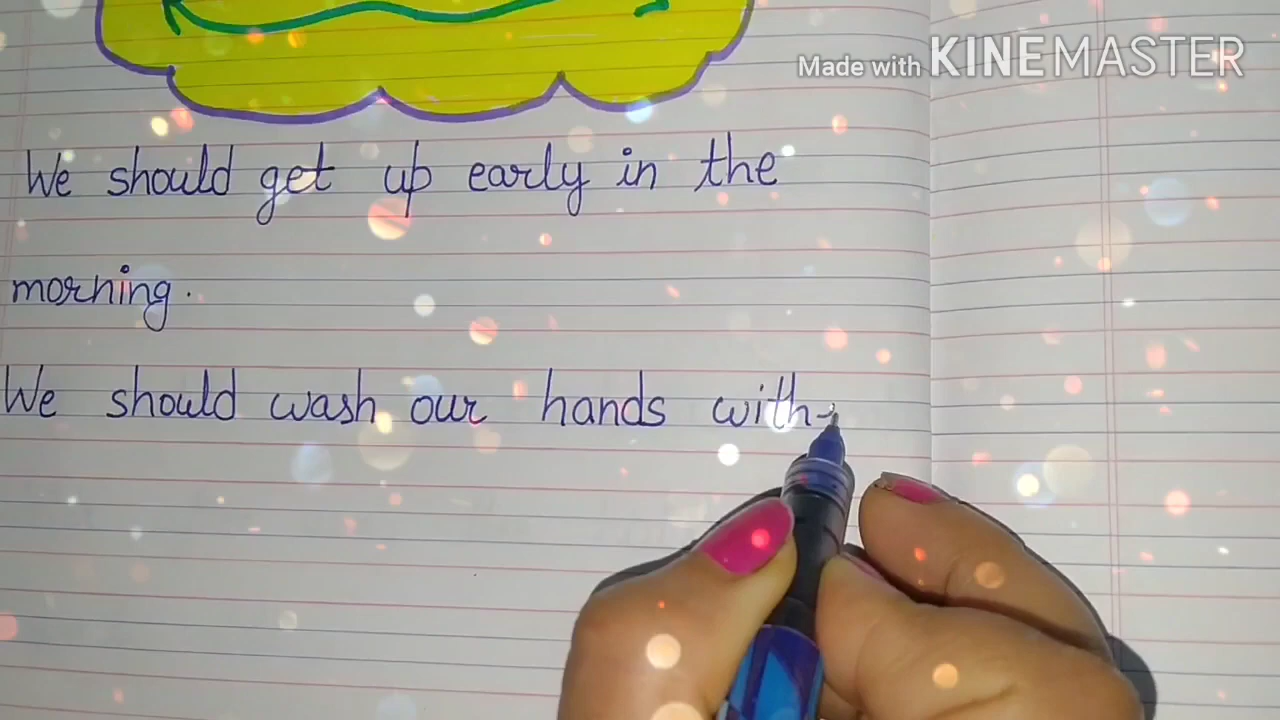 Made with KINEMASTER
We should get up early in the
morning.
We should wash our hands with